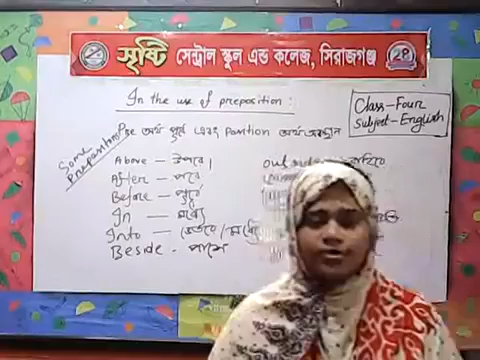 সৃষ্টি সেন্ট্রাল স্কুল এন্ড কলেজ, সিরাজগঞ্জ
In the use of preposition :
Class-Four
Subject-English
Pre অর্থ পূর্ব এবং position অর্থ অবস্থান
Some
Preposition
Above - উপরে।
After - পরে
Before - পূর্বে
In - মধ্যে
Into - ভেতরে / মধ্যে
Beside - পাশে